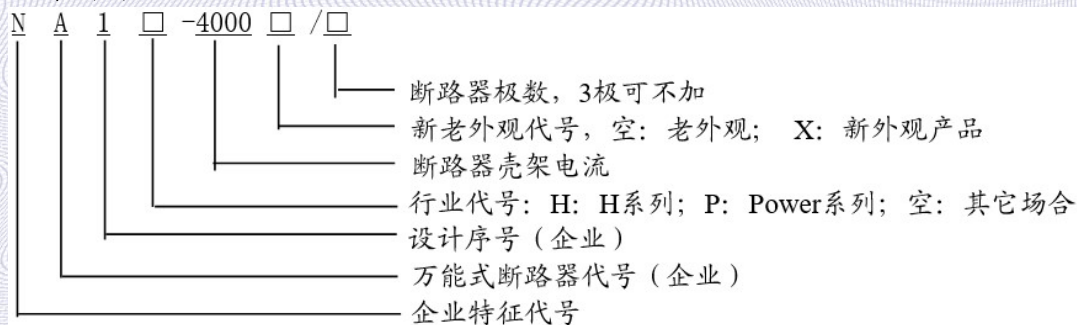 N A 1 □ -4000 □ /□
断路器极数，3极可不加
新老外观代号，空：老外观； X：新外观产品
断路器壳架电流
行业代号：H：H系列；P：Power系列；空：其它场合
设计序号（企业）
万能式断路器代号（企业）
企业特征代号